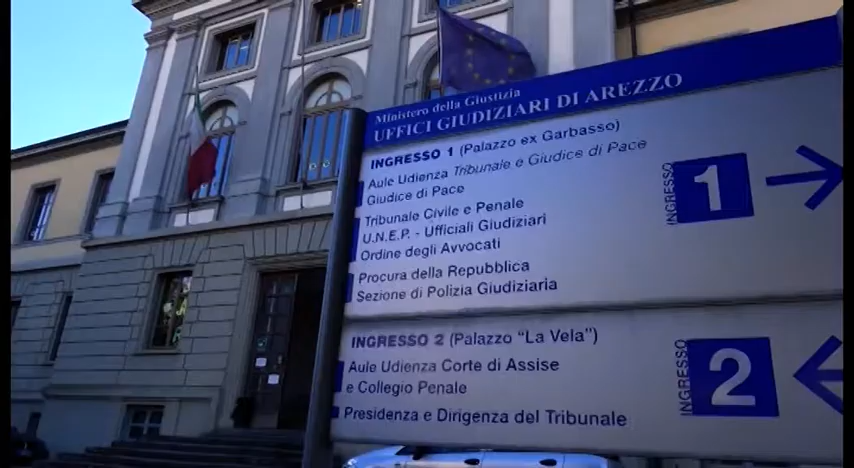 Ministero della Giustizia
UFFICI GIUDIZIARI DI AREZZO
INGRESSO 1 (Palazzo ex Garbasso)
Aule Udienza Tribunale e Giudice di Pace
Giudice di Pace
Tribunale Civile e Penale
U.N.E.P. - Ufficiali Giudiziari
Ordine degli Avvocati
Procura della Repubblica
Sezione di Polizia Giudiziaria
INGRESSO 1
INGRESSO 2 (Palazzo "La Vela")
Aule Udienza Corte di Assise
e Collegio Penale
Presidenza e Dirigenza del Tribunale
INGRESSO 2